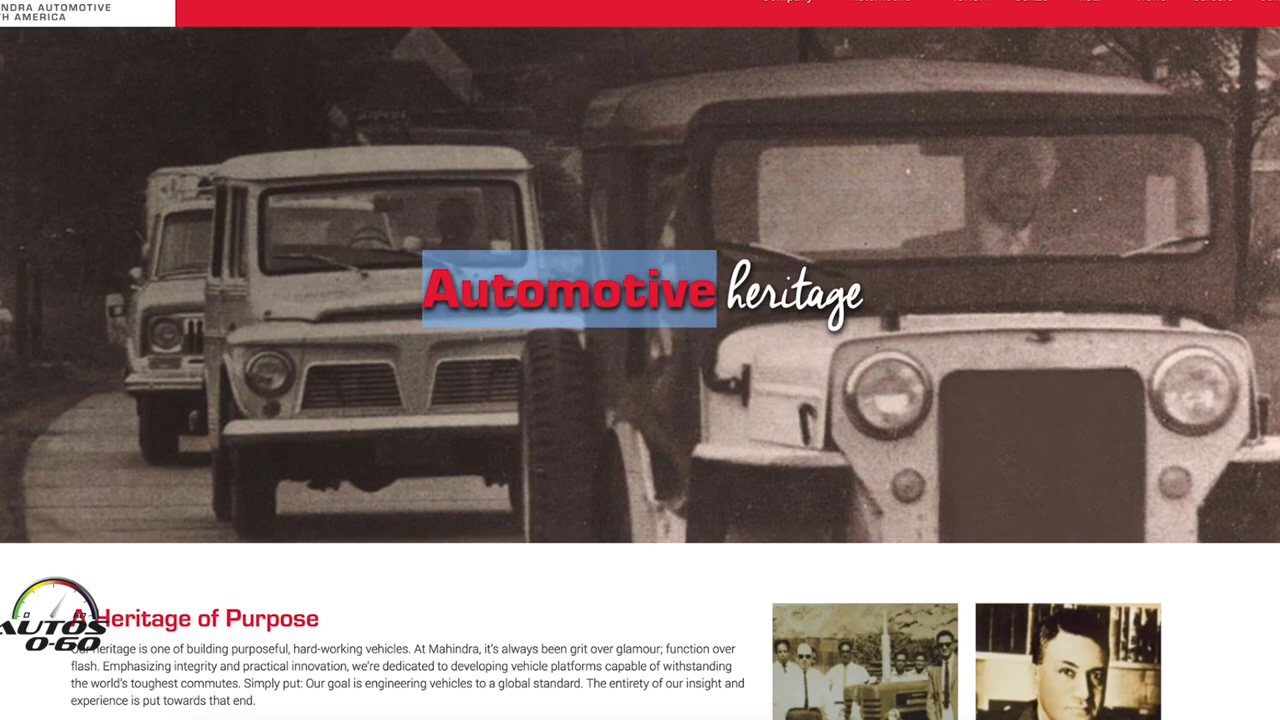 NDRA AUTOMOTIVE
TH AMERICA
Automotive heritage
A Heritage of Purpose
Our heritage is one of building purposeful, hard-working vehicles. At Mahindra, it's always been grit over glamour; function over
flash. Emphasizing integrity and practical innovation, we're dedicated to developing vehicle platforms capable of withstanding
the world's toughest commutes. Simply put: Our goal is engineering vehicles to a global standard. The entirety of our insight and
experience is put towards that end.
AUTOS
0-60